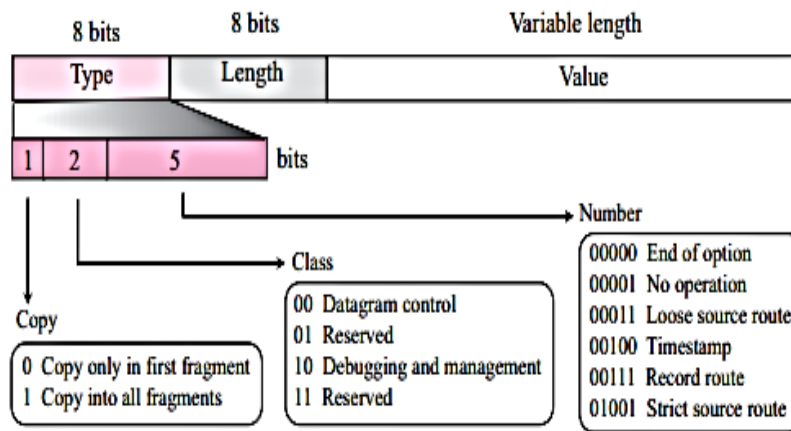 8 bits 8 bits Variable length
Type Length Value
1 2 5 bits
Number
00000 End of option
00001 No operation
00011 Loose source route
00100 Timestamp
00111 Record route
01001 Strict source route
Class
00 Datagram control
01 Reserved
10 Debugging and management
11 Reserved
Copy
0 Copy only in first fragment
1 Copy into all fragments